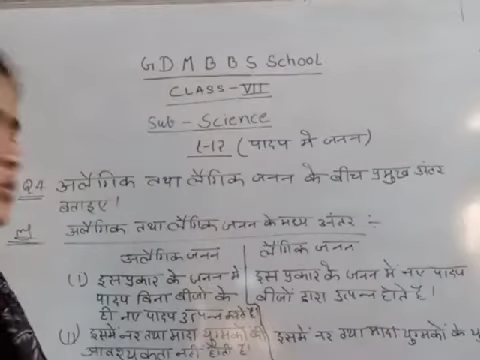 G D M B B S School
CLASS - VII
Sub - Science
L-12 ( पादप में जनन )
Q4 अलैंगिक तथा लैंगिक जनन के बीच प्रमुख अंतर
बताइए।
अलैंगिक तथा लैंगिक जनन के मध्य अंतर :-
अलैंगिक जनन लैंगिक जनन
(i) इस प्रकार के जनन में इस प्रकार के जनन में नए पादप
पादप बिना बीजों के बीजों द्वारा उत्पन्न होते हैं।
ही नए पादप उत्पन्न करते हैं।
(ii) इसमें नर तथा मादा युग्मकों की इसमें नर तथा मादा युग्मकों के
आवश्यकता नहीं होती है।